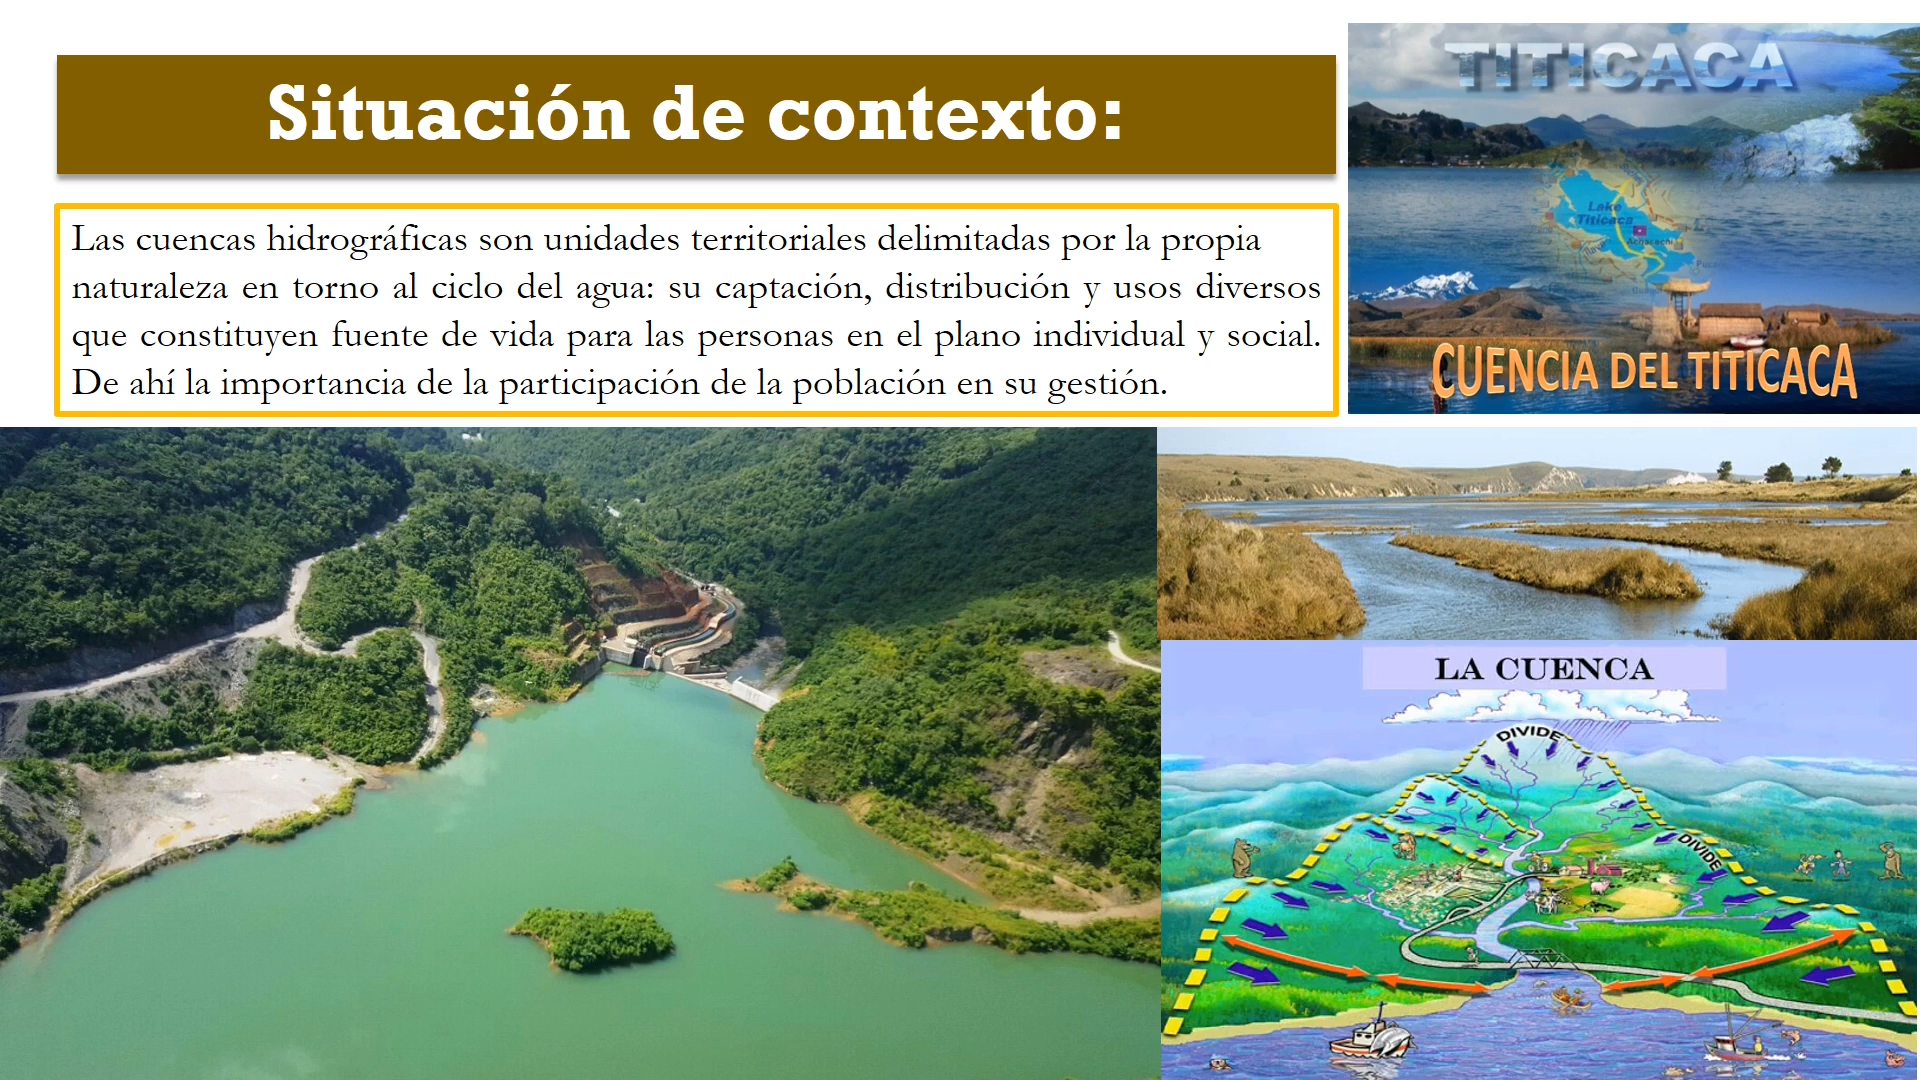 Situación de contexto:
Las cuencas hidrográficas son unidades territoriales delimitadas por la propia
naturaleza en torno al ciclo del agua: su captación, distribución y usos diversos
que constituyen fuente de vida para las personas en el plano individual y social.
De ahí la importancia de la participación de la población en su gestión.
TITICACA
Lake
Titicaca
Achacachi
CUENCIA DEL TITICACA
LA CUENCA
DIVIDE
DIVIDE